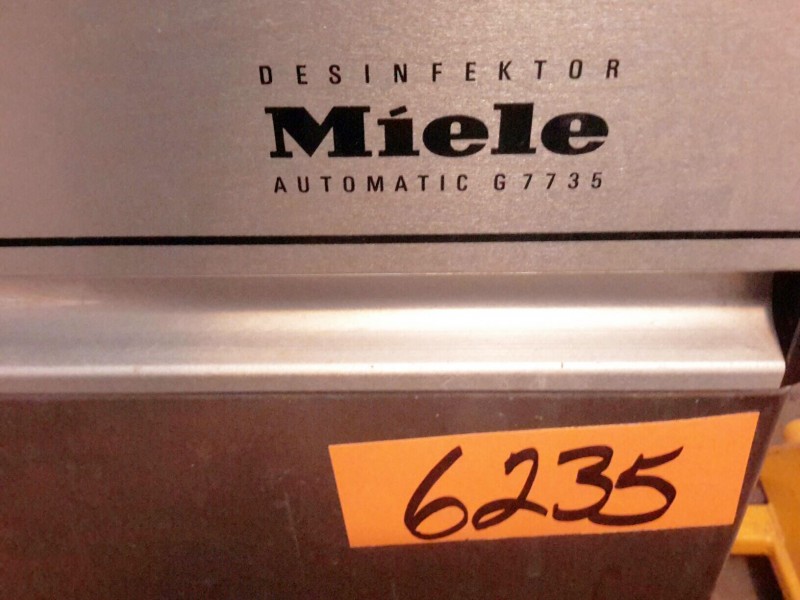 DESINFEKTOR
Miele
AUTOMATIC G7735
6235